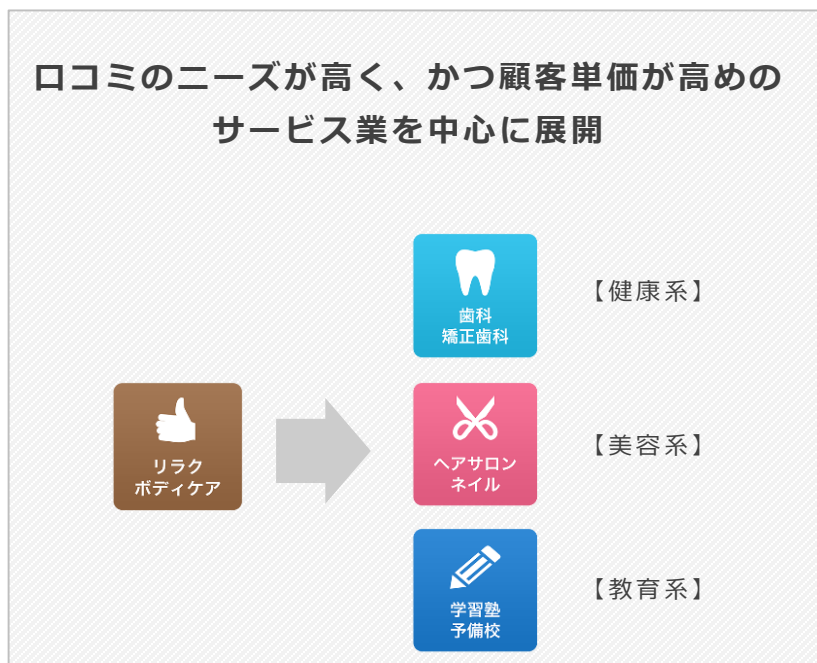 口コミのニーズが高く、かつ顧客単価が高めの
サービス業を中心に展開
歯科
矯正歯科
【健康系】
リラク
ボディケア
ヘアサロン
ネイル
【美容系】
学習塾
予備校
【教育系】